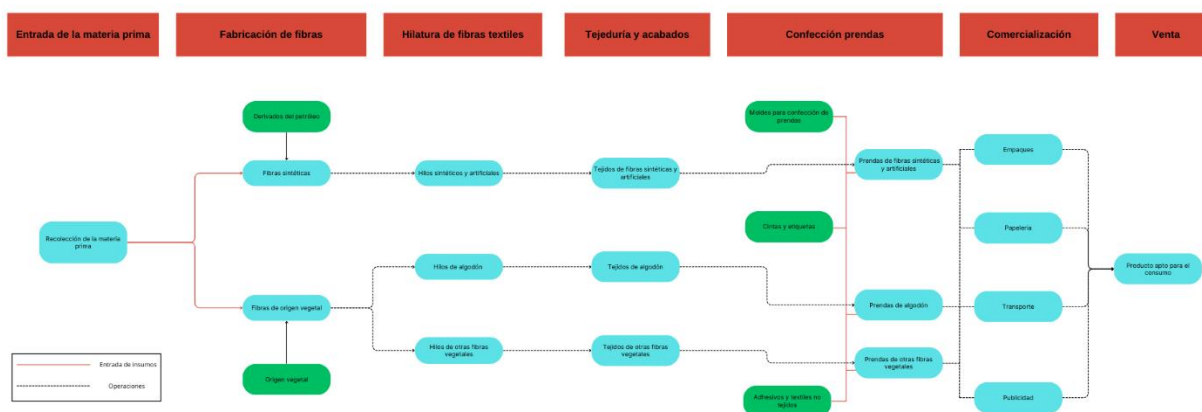 Entrada de la materia prima
Fabricación de fibras
Hilatura de fibras textiles
Tejeduría y acabados
Confección prendas
Comercialización
Venta
Derivados del petróleo
Moldes para confección de
prendas
Fibras sintéticas
Hilos sintéticos y artificiales
Tejidos de fibras sintéticas y
artificiales
Prendas de fibras sintéticas
y artificiales
Empaques
Recolección de la materia
prima
Cintas y etiquetas
Papelería
Hilos de algodón
Tejidos de algodón
Producto apto para el
consumo
Fibras de origen vegetal
Prendas de algodón
Transporte
Hilos de otras fibras
vegetales
Tejidos de otras fibras
vegetales
Prendas de otras fibras
vegetales
Origen vegetal
Adhesivos y textiles no
tejidos
Publicidad
Entrada de insumos
Operaciones